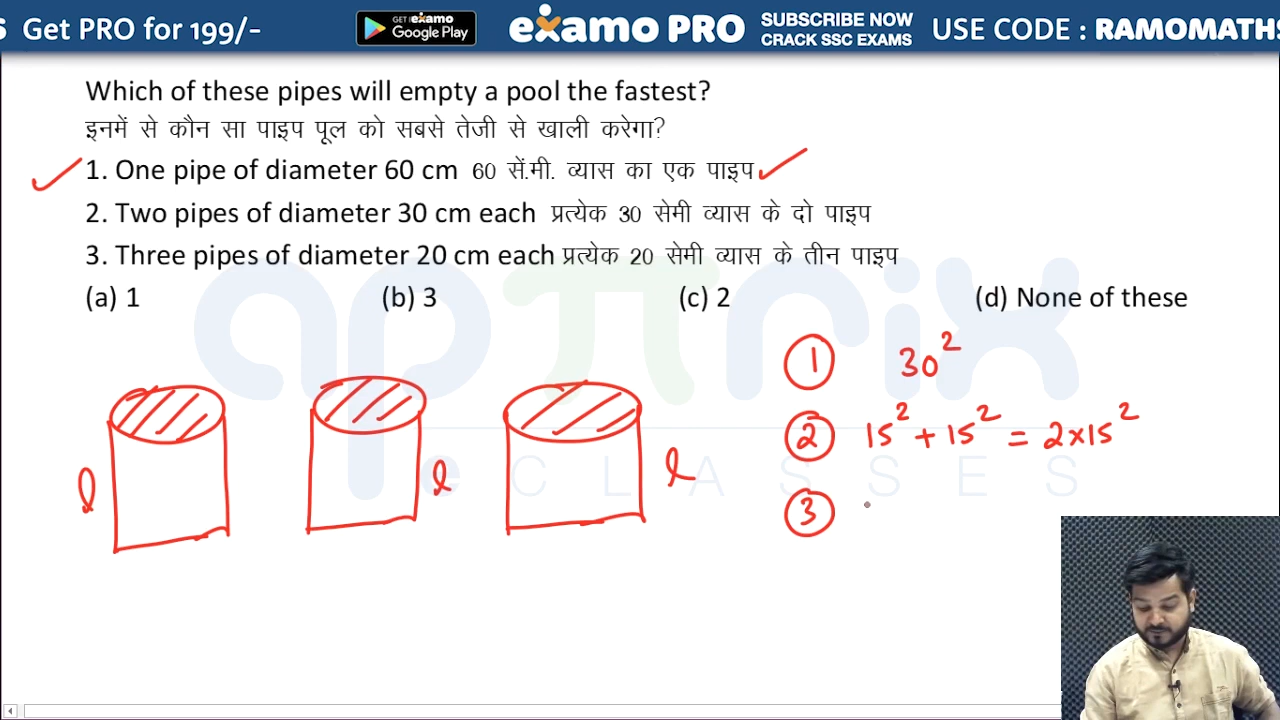 S Get PRO for 199/-
GET IT examo
Google Play
examo PRO
SUBSCRIBE NOW
CRACK SSC EXAMS
USE CODE : RAMOMATHS
Which of these pipes will empty a pool the fastest?
इनमें से कौन सा पाइप पूल को सबसे तेजी से खाली करेगा?
1. One pipe of diameter 60 cm 60 सें.मी. व्यास का एक पाइप
2. Two pipes of diameter 30 cm each प्रत्येक 30 सेमी व्यास के दो पाइप
3. Three pipes of diameter 20 cm each प्रत्येक 20 सेमी व्यास के तीन पाइप
(a) 1 (b) 3 (c) 2 (d) None of these
1 30²
2 15² + 15² = 2×15²
3
l l l
apπrix
eCLASSES